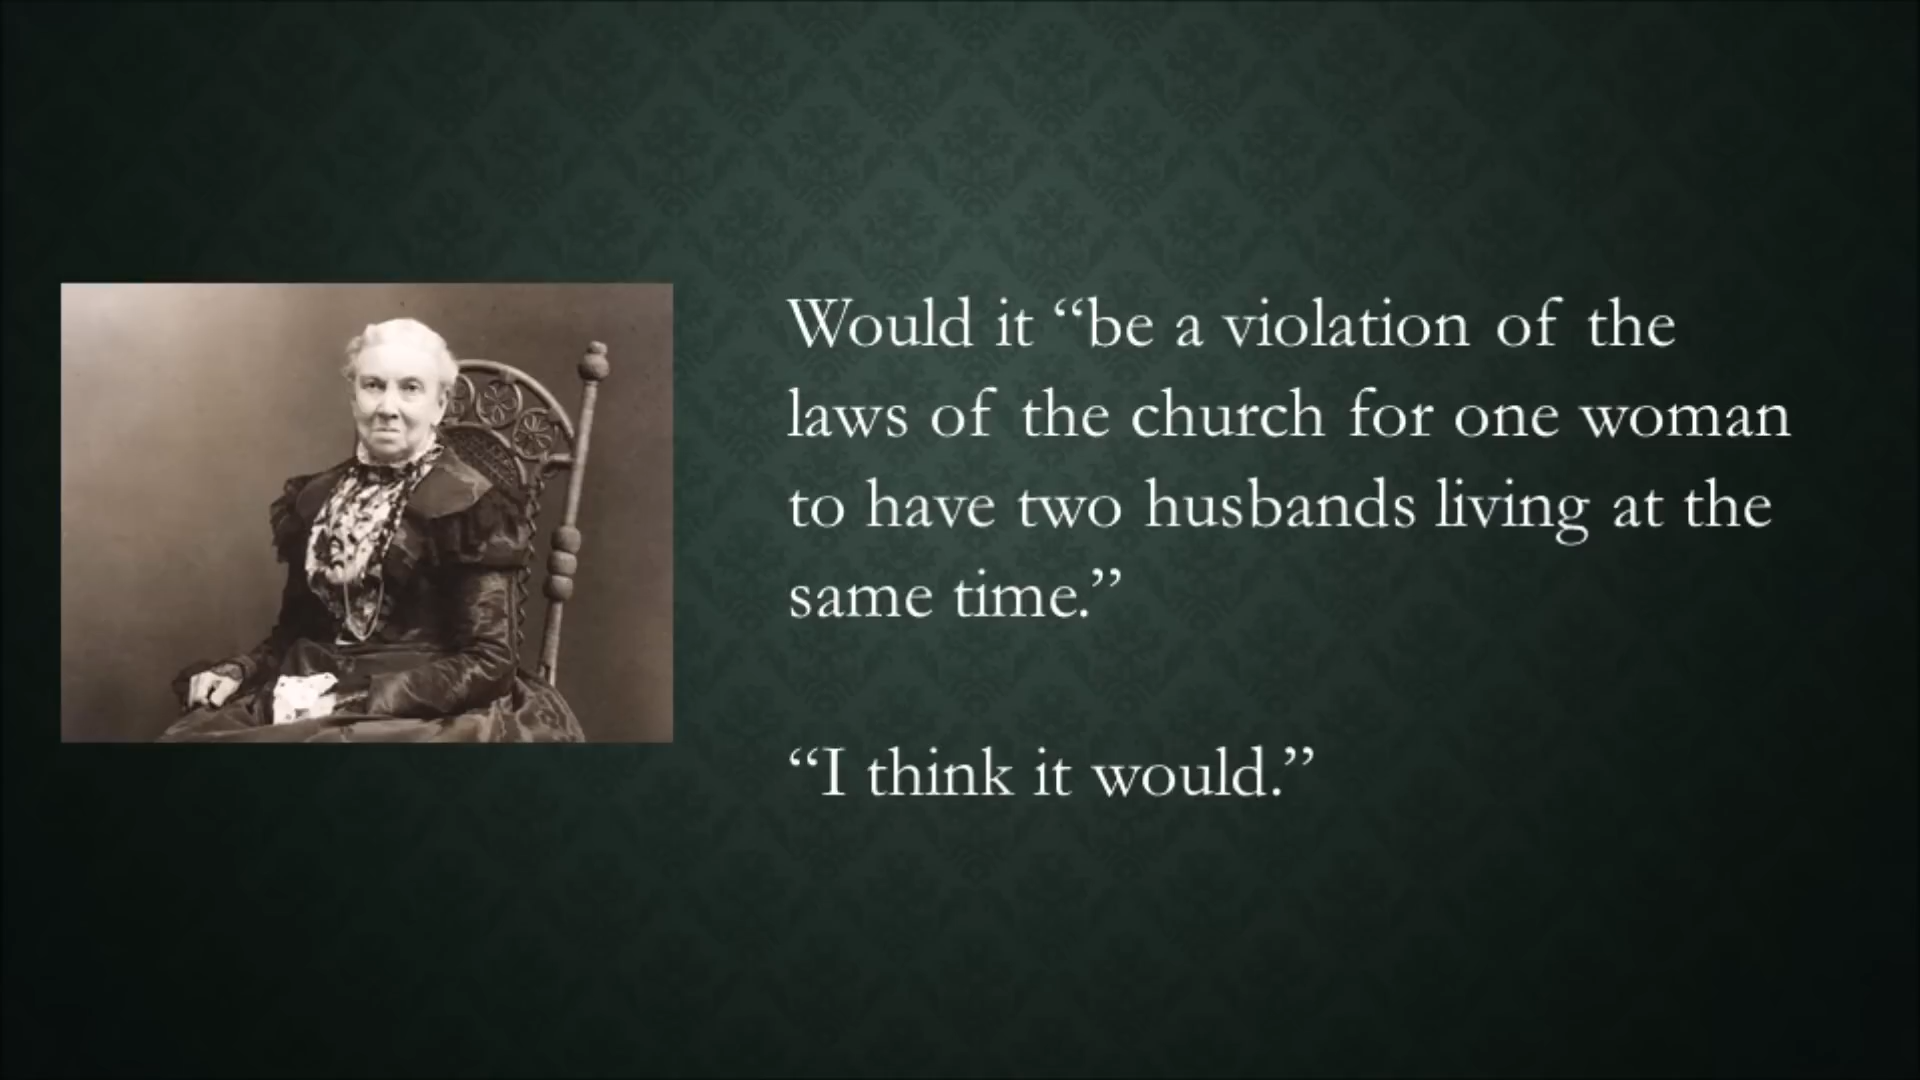 Would it “be a violation of the
laws of the church for one woman
to have two husbands living at the
same time.”
“I think it would.”